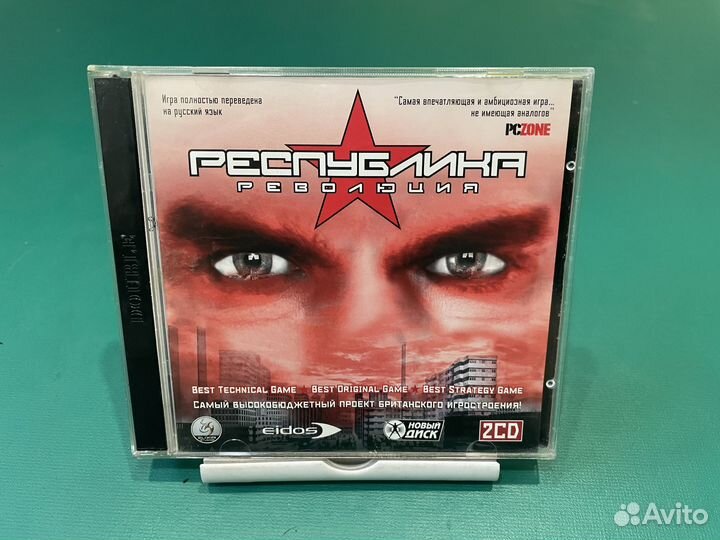 Игра полностью переведена
на русский язык
"Самая впечатляющая и амбициозная игра...
не имеющая аналогов"
PCZONE
РЕСПУБЛИКА
РЕВОЛЮЦИЯ
BEST TECHNICAL GAME ★ BEST ORIGINAL GAME ★ BEST STRATEGY GAME
САМЫЙ ВЫСОКОБЮДЖЕТНЫЙ ПРОЕКТ БРИТАНСКОГО ИГРОСТРОЕНИЯ!
eidos
НОВЫЙ
ДИСК
2CD
DOUBLE
Avito